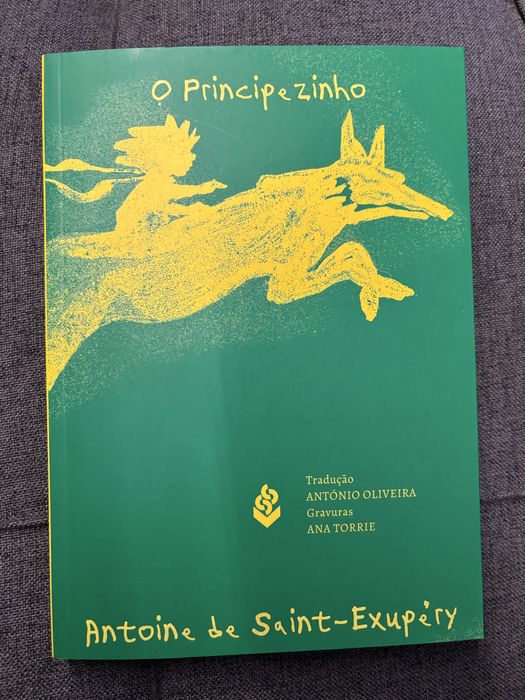 O Principezinho
Tradução
ANTÓNIO OLIVEIRA
Gravuras
ANA TORRIE
Antoine de Saint-Exupéry